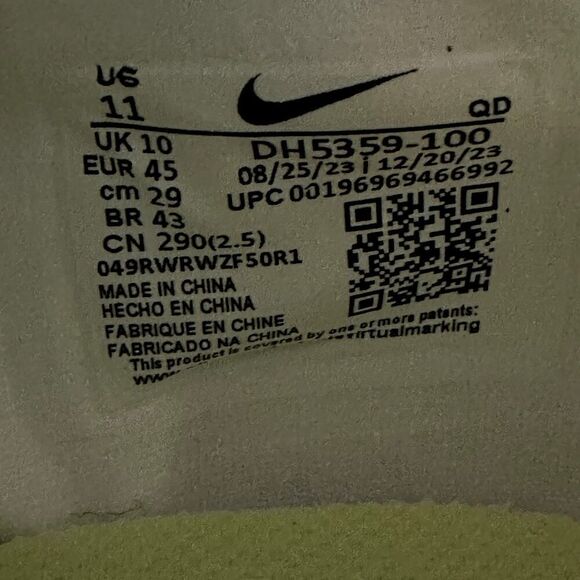 US
11
QD
UK 10
DH5359-100
EUR 45
08/25/23 | 12/20/23
cm 29
UPC 00196969466992
BR 43
CN 290(2.5)
049RWRWZF50R1
MADE IN CHINA
HECHO EN CHINA
FABRIQUE EN CHINE
FABRICADO NA CHINA
This product is covered by one or more patents:
www. virtualmarking